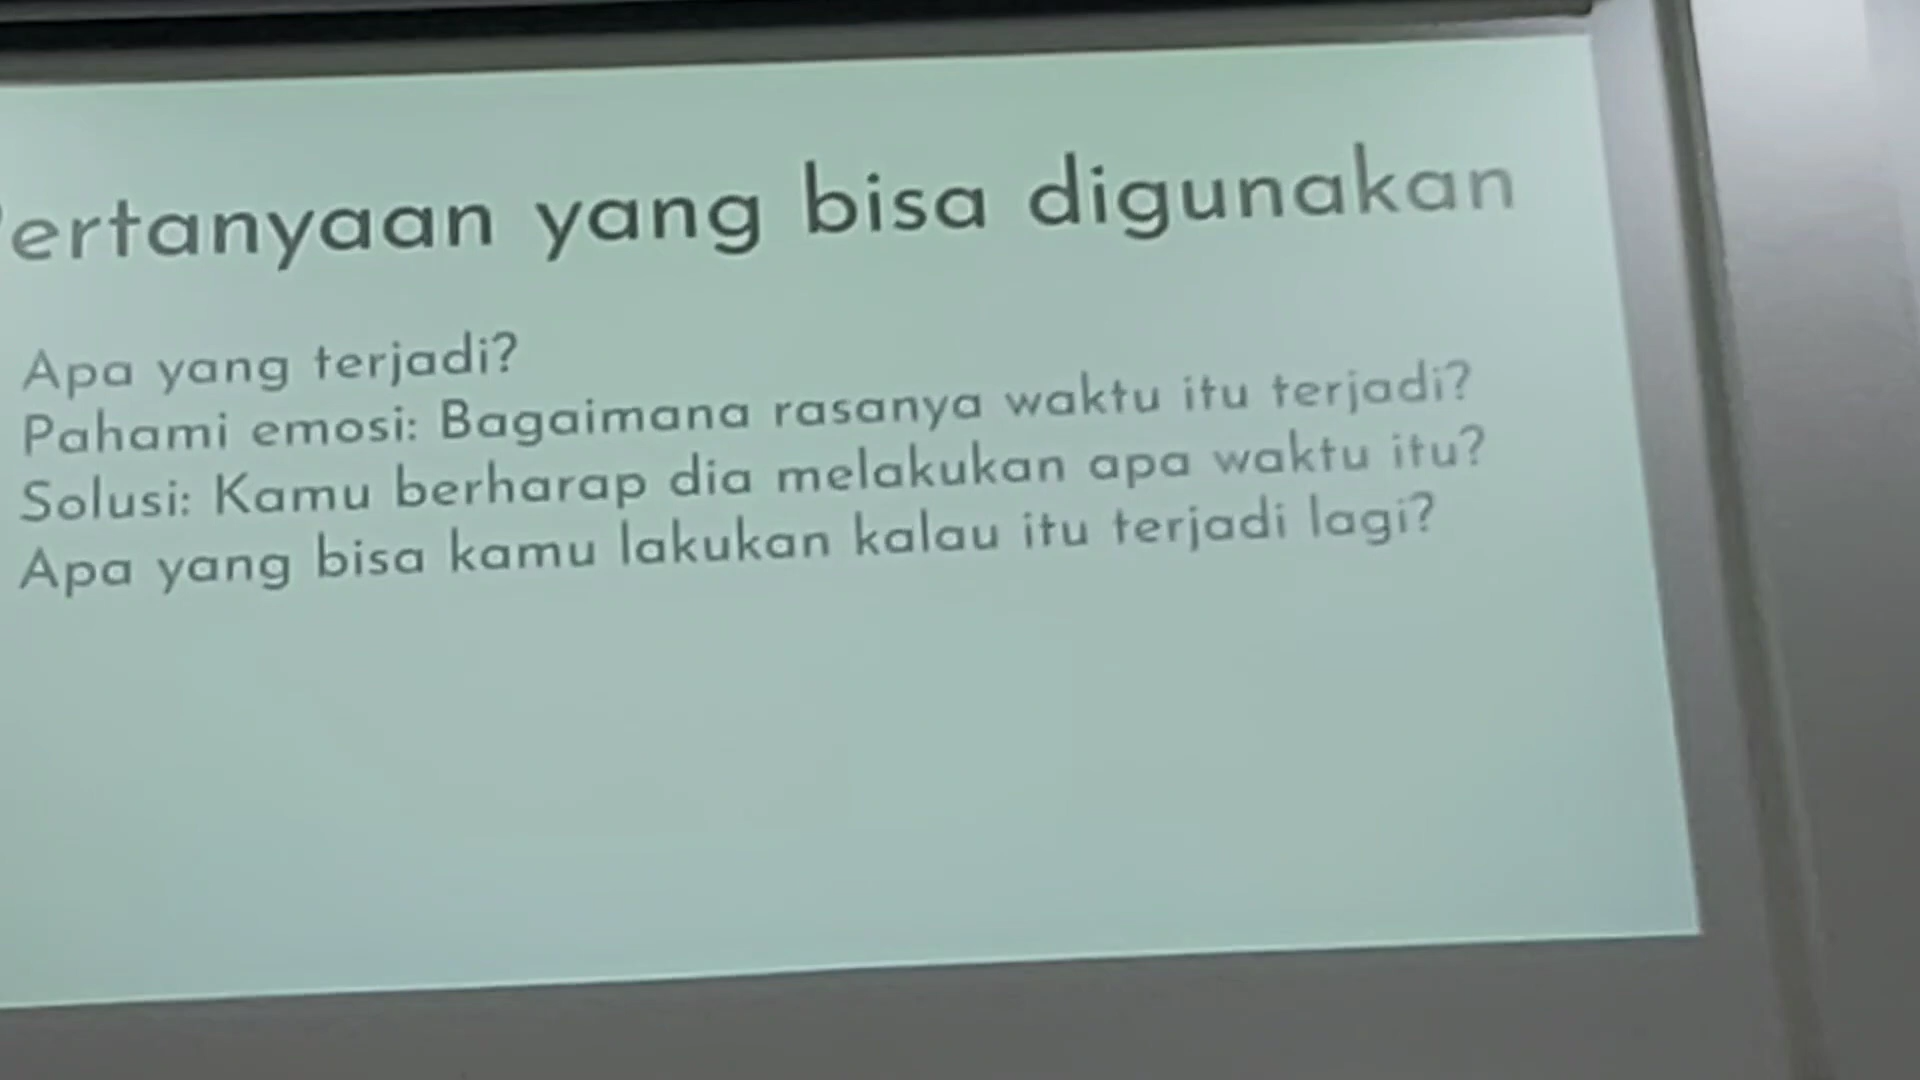 Pertanyaan yang bisa digunakan
Apa yang terjadi?
Pahami emosi: Bagaimana rasanya waktu itu terjadi?
Solusi: Kamu berharap dia melakukan apa waktu itu?
Apa yang bisa kamu lakukan kalau itu terjadi lagi?